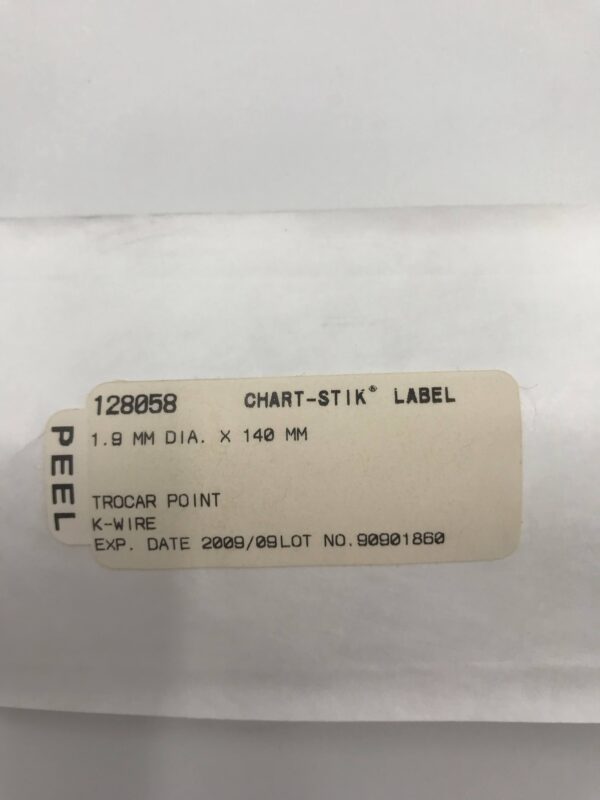 128058 CHART-STIK® LABEL
1.9 MM DIA. X 140 MM
TROCAR POINT
K-WIRE
EXP. DATE 2009/09LOT NO.90901860
PEEL